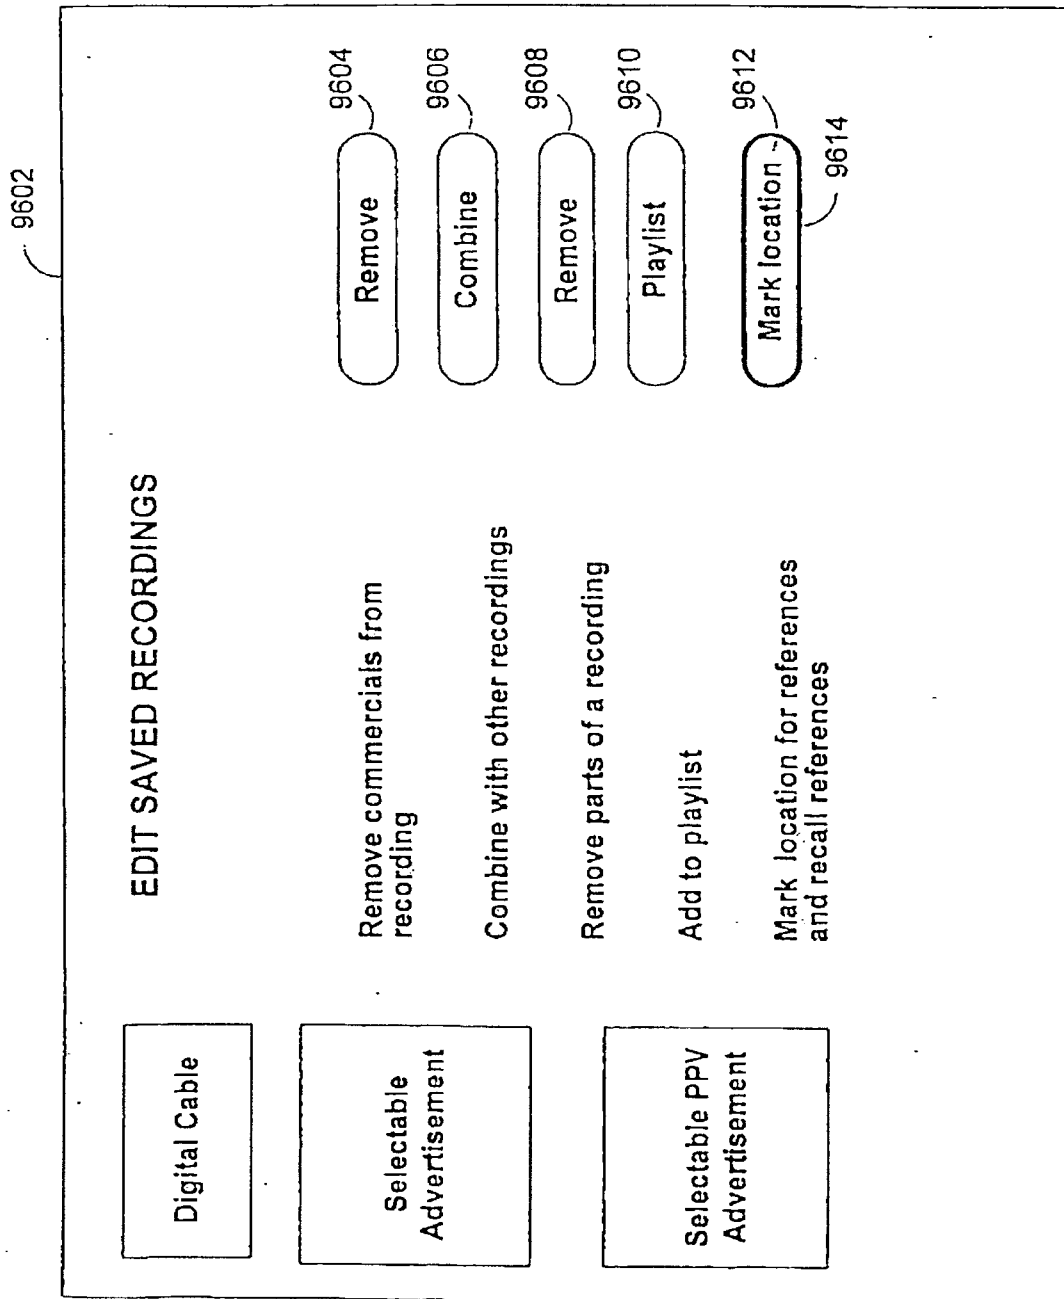 9602
EDIT SAVED RECORDINGS
Digital Cable
Selectable
Advertisement
Selectable PPV
Advertisement
Remove commercials from
recording
Remove
9604
Combine with other recordings
Combine
9606
Remove parts of a recording
Remove
9608
Add to playlist
Playlist
9610
Mark location for references
and recall references
Mark location
9612
9614